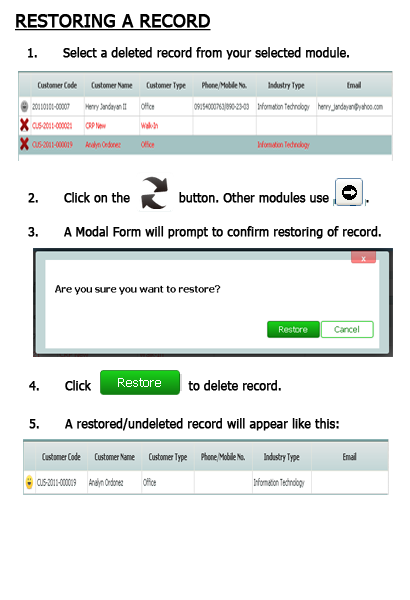 RESTORING A RECORD
1. Select a deleted record from your selected module.
Customer Code Customer Name Customer Type Phone/Mobile No. Industry Type Email
20110101-00007 Henry Jandayan II Office 09154000763/890-23-03 Information Technology henry_jandayan@yahoo.com
CUS-2011-000021 CRP New Walk-In
CUS-2011-000019 Analyn Ordonez Office Information Technology
2. Click on the button. Other modules use .
3. A Modal Form will prompt to confirm restoring of record.
x
Are you sure you want to restore?
Restore Cancel
4. Click Restore to delete record.
5. A restored/undeleted record will appear like this:
Customer Code Customer Name Customer Type Phone/Mobile No. Industry Type Email
CUS-2011-000019 Analyn Ordonez Office Information Technology